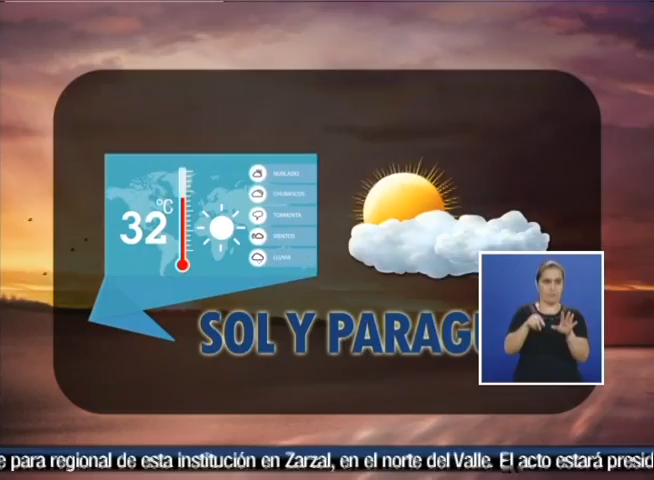 32°C
NUBLADO
CHUBASCOS
TORMENTA
VIENTOS
LLUVIA
SOL Y PARAGU
e para regional de esta institución en Zarzal, en el norte del Valle. El acto estará presid